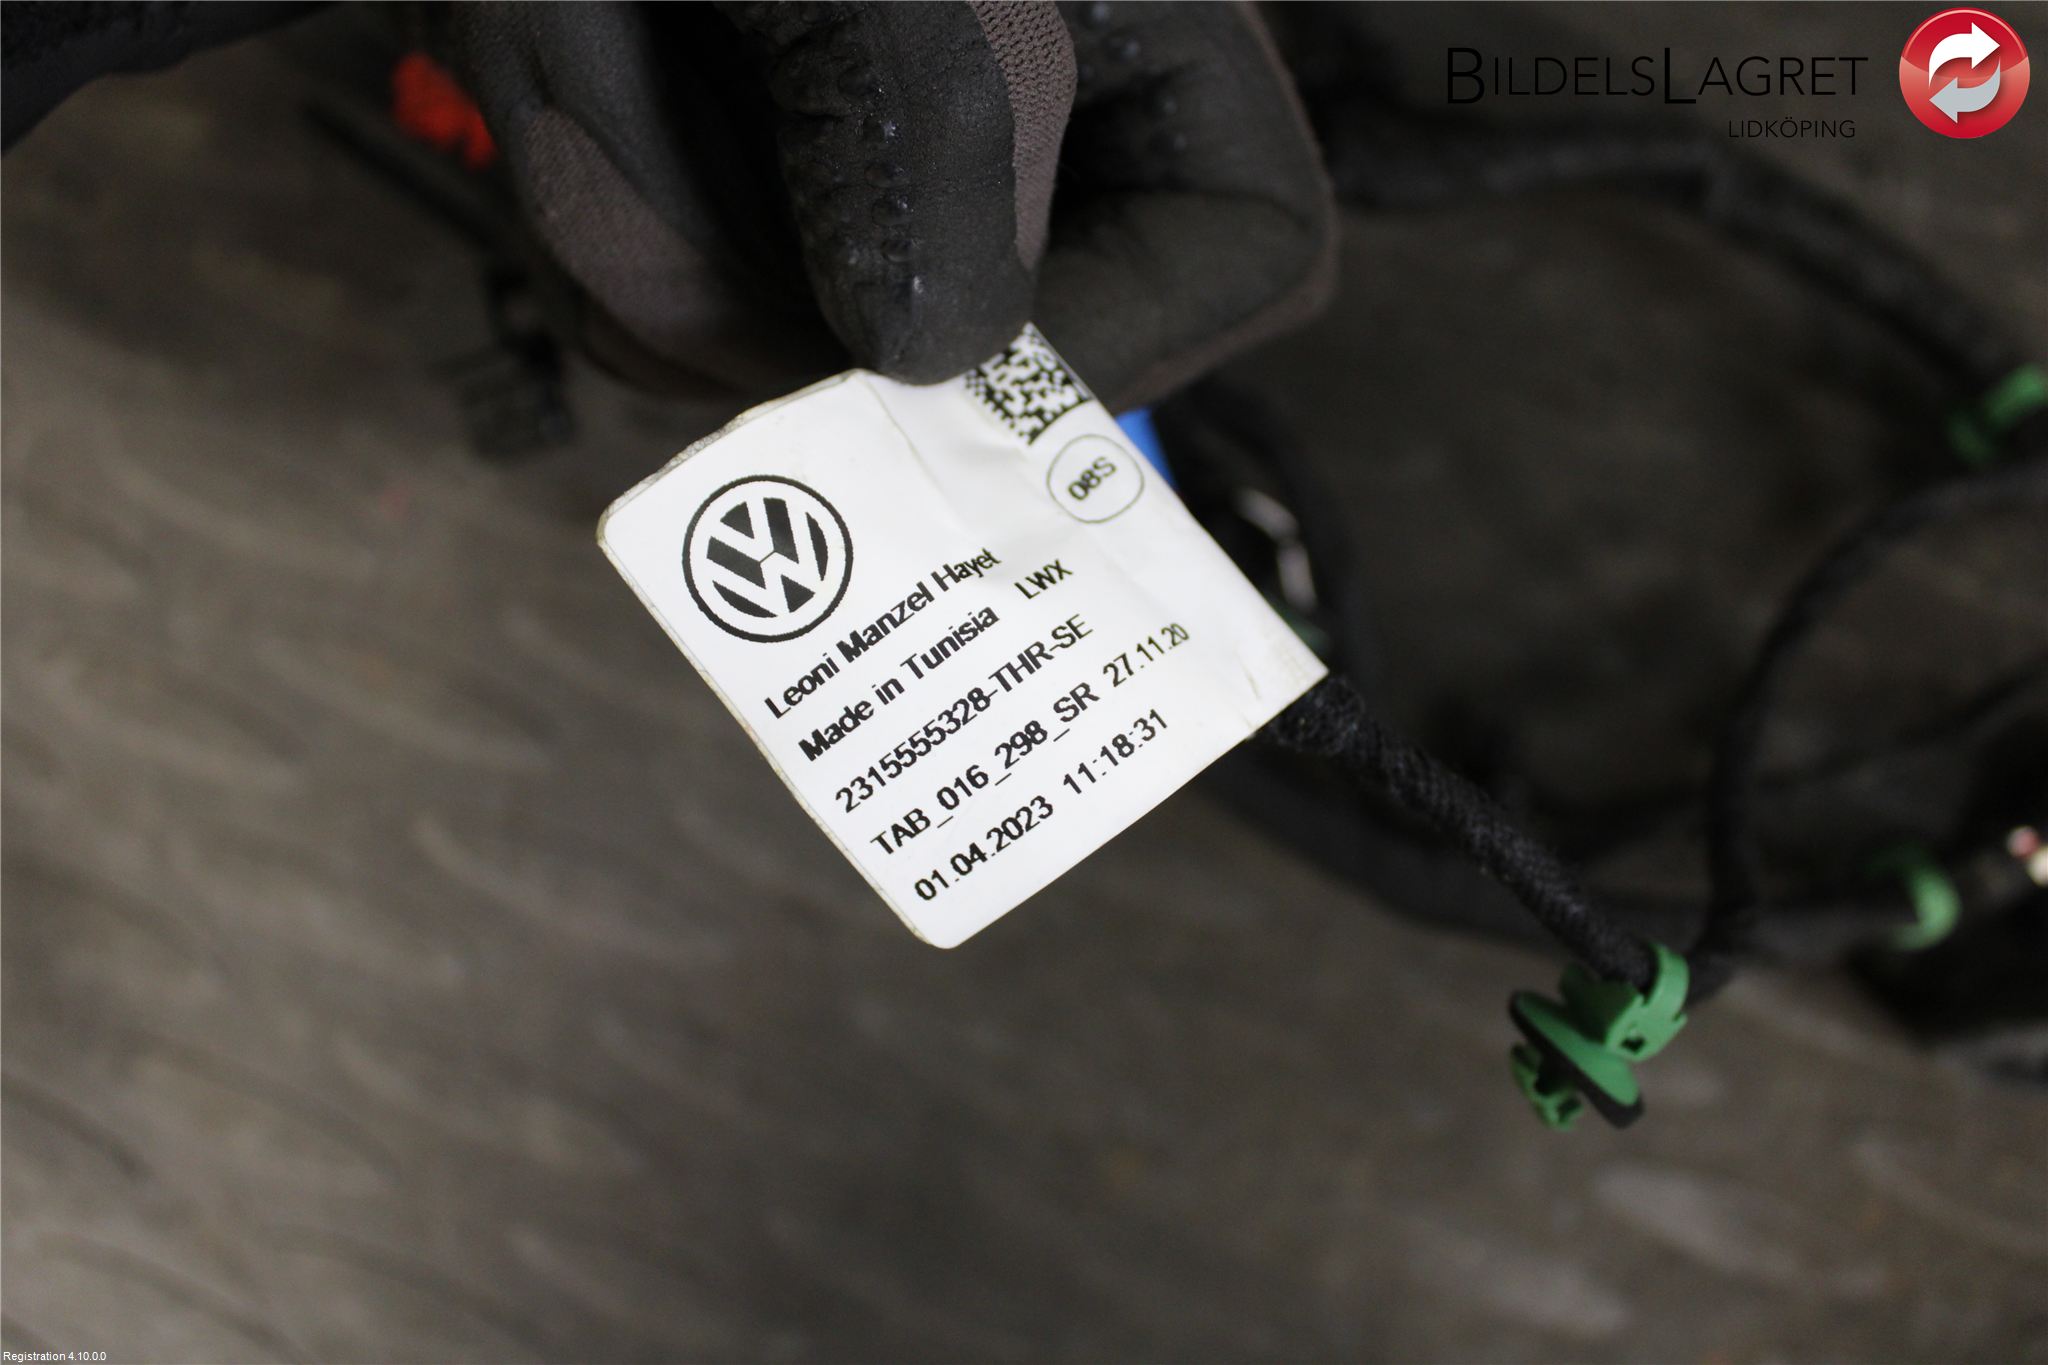 BILDELSLAGRET
LIDKÖPING
08S
Leoni Manzel Hayet
Made in Tunisia LWX
2315555328-THR-SE
TAB_016_298_SR 27.11.20
01.04.2023 11:18:31
Registration 4.10.0.0